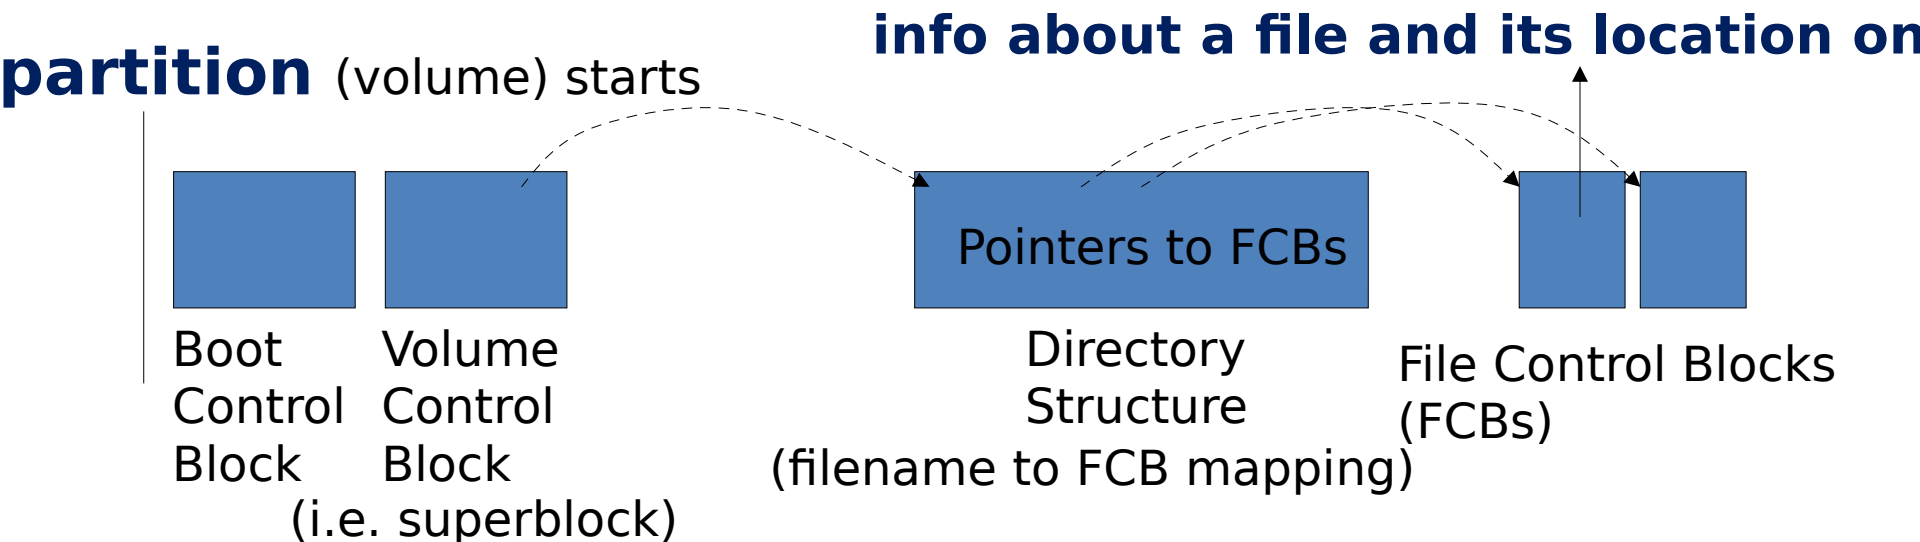 info about a file and its location on
partition (volume) starts
Pointers to FCBs
Boot
Control
Block
Volume
Control
Block
(i.e. superblock)
Directory
Structure
(filename to FCB mapping)
File Control Blocks
(FCBs)